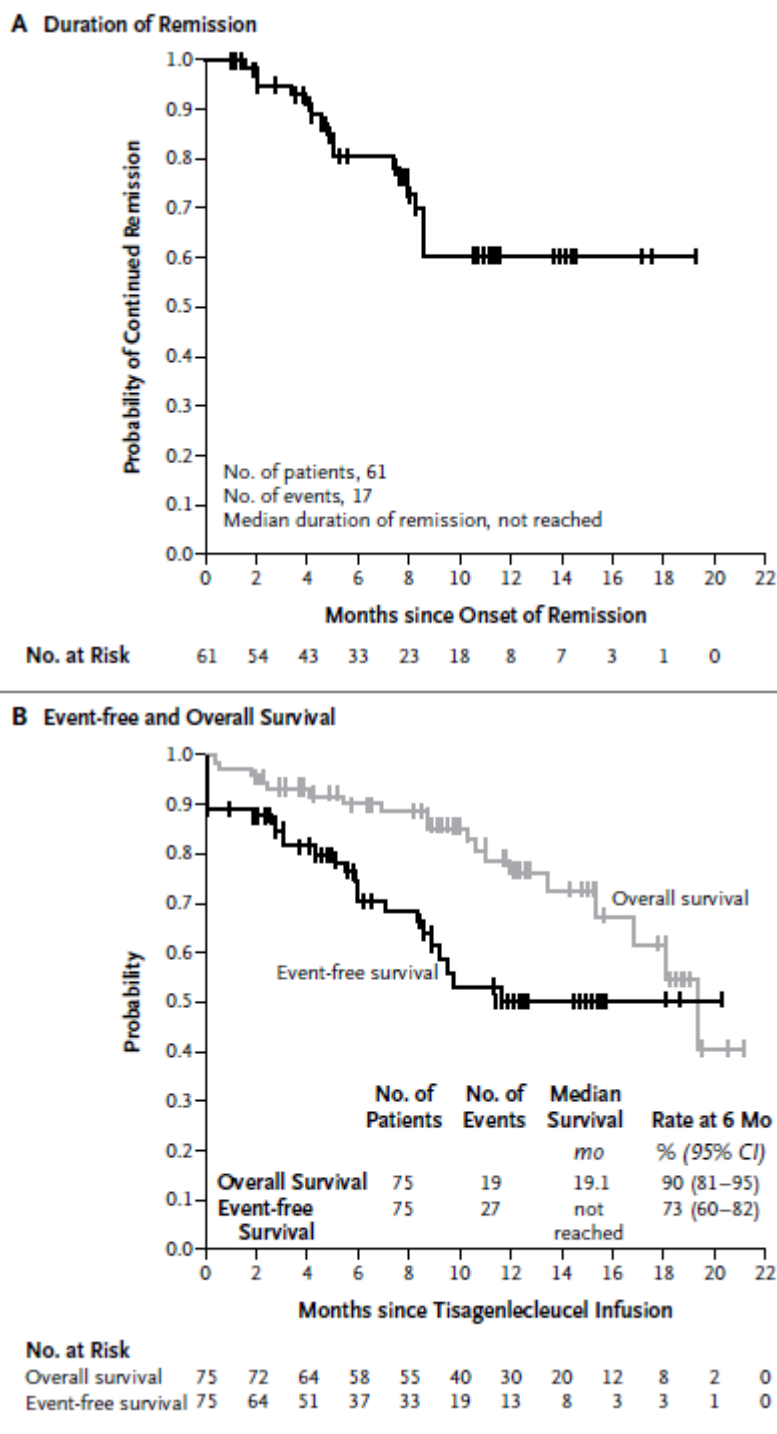 A Duration of Remission
Probability of Continued Remission
1.0
0.9
0.8
0.7
0.6
0.5
0.4
0.3
0.2
0.1
0.0
No. of patients, 61
No. of events, 17
Median duration of remission, not reached
0 2 4 6 8 10 12 14 16 18 20 22
Months since Onset of Remission
No. at Risk 61 54 43 33 23 18 8 7 3 1 0
B Event-free and Overall Survival
Probability
1.0
0.9
0.8
0.7
0.6
0.5
0.4
0.3
0.2
0.1
0.0
Overall survival
Event-free survival
No. of Patients No. of Events Median Survival Rate at 6 Mo
mo % (95% CI)
Overall Survival 75 19 19.1 90 (81–95)
Event-free Survival 75 27 not reached 73 (60–82)
0 2 4 6 8 10 12 14 16 18 20 22
Months since Tisagenlecleucel Infusion
No. at Risk
Overall survival 75 72 64 58 55 40 30 20 12 8 2 0
Event-free survival 75 64 51 37 33 19 13 8 3 3 1 0